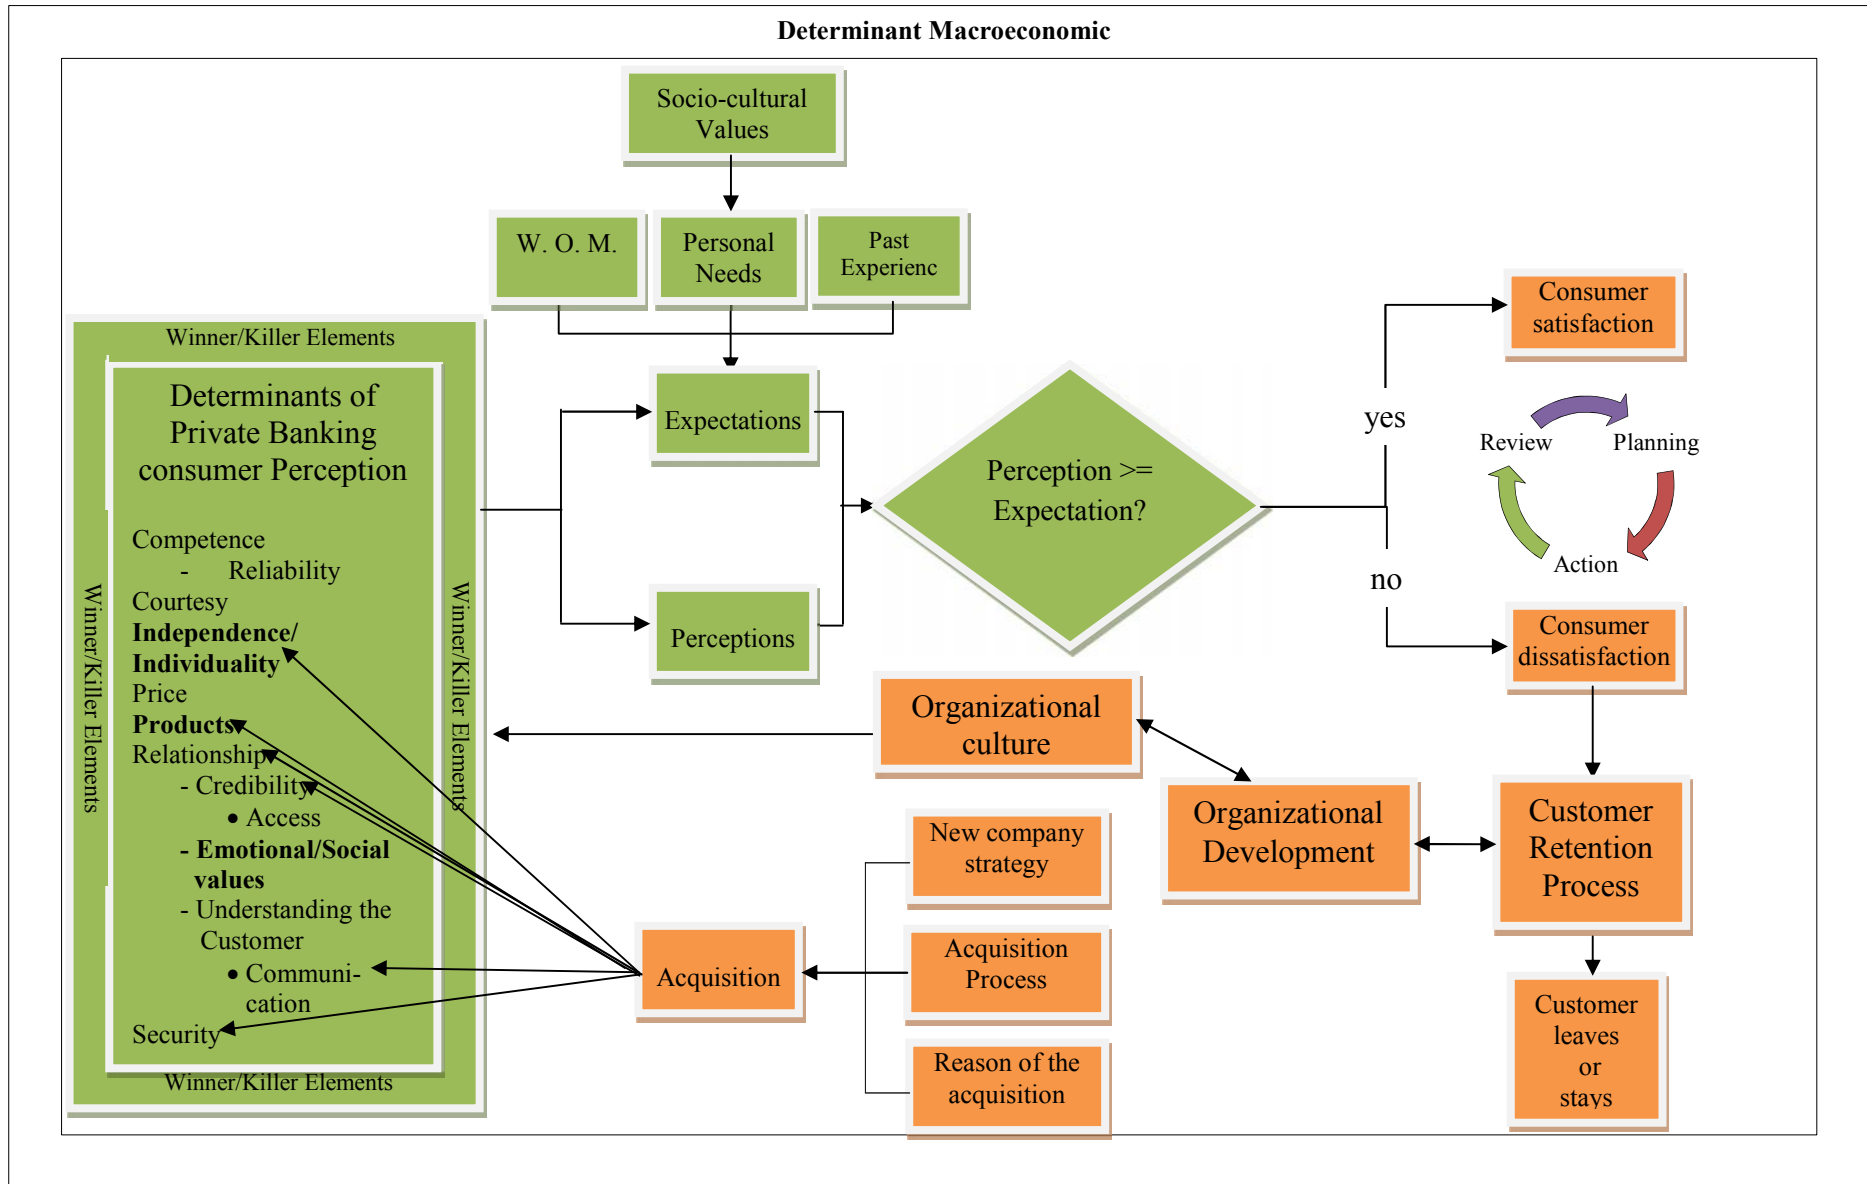 Determinant Macroeconomic
Socio-cultural
Values
W. O. M.
Personal
Needs
Past
Experienc
Winner/Killer Elements
Winner/Killer Elements
Winner/Killer Elements
Winner/Killer Elements
Determinants of
Private Banking
consumer Perception
Competence
- Reliability
Courtesy
Independence/
Individuality
Price
Products
Relationship
- Credibility
• Access
- Emotional/Social
values
- Understanding the
Customer
• Communi-
cation
Security
Expectations
Perceptions
Perception >=
Expectation?
yes
no
Consumer
satisfaction
Review
Planning
Action
Consumer
dissatisfaction
Organizational
culture
Organizational
Development
Customer
Retention
Process
New company
strategy
Acquisition
Acquisition
Process
Reason of the
acquisition
Customer
leaves
or
stays